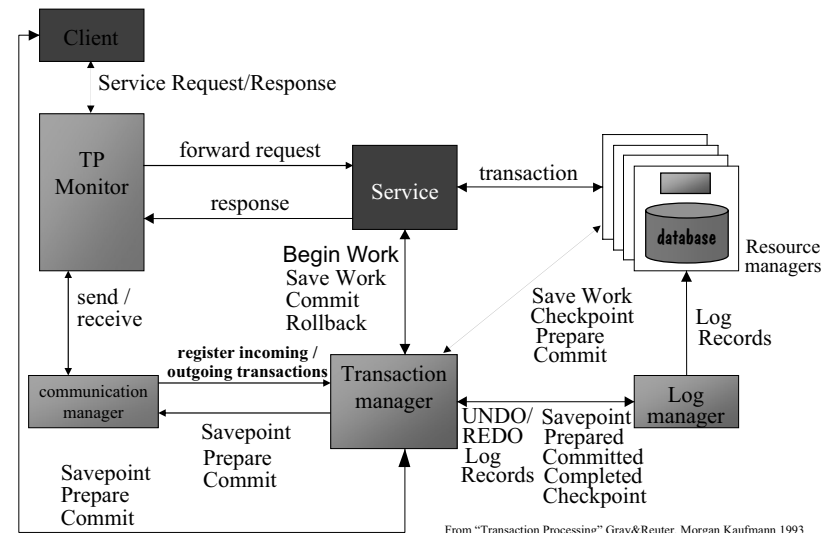 Client
Service Request/Response
TP
Monitor
forward request
response
Service
transaction
database
Resource
managers
Begin Work
Save Work
Commit
Rollback
send /
receive
Save Work
Checkpoint
Prepare
Commit
Log
Records
register incoming /
outgoing transactions
communication
manager
Transaction
manager
Log
manager
Savepoint
Prepare
Commit
UNDO/
REDO
Log
Records
Savepoint
Prepared
Committed
Completed
Checkpoint
Savepoint
Prepare
Commit
From “Transaction Processing” Gray&Reuter. Morgan Kaufmann 1993